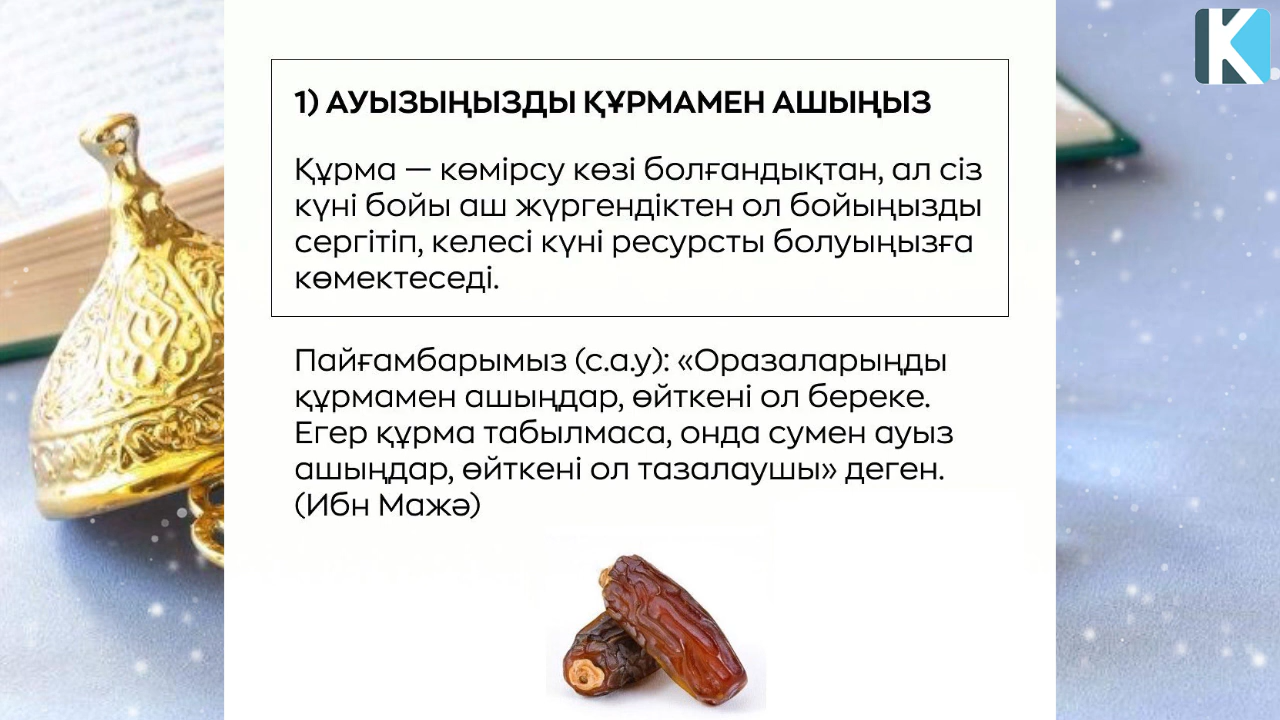 1) АУЫЗЫҢЫЗДЫ ҚҰРМАМЕН АШЫҢЫЗ
Құрма — көмірсу көзі болғандықтан, ал сіз
күні бойы аш жүргендіктен ол бойыңызды
сергітіп, келесі күні ресурсты болуыңызға
көмектеседі.
Пайғамбарымыз (с.а.у): «Оразаларыңды
құрмамен ашыңдар, өйткені ол береке.
Егер құрма табылмаса, онда сумен ауыз
ашыңдар, өйткені ол тазалаушы» деген.
(Ибн Мажә)
K